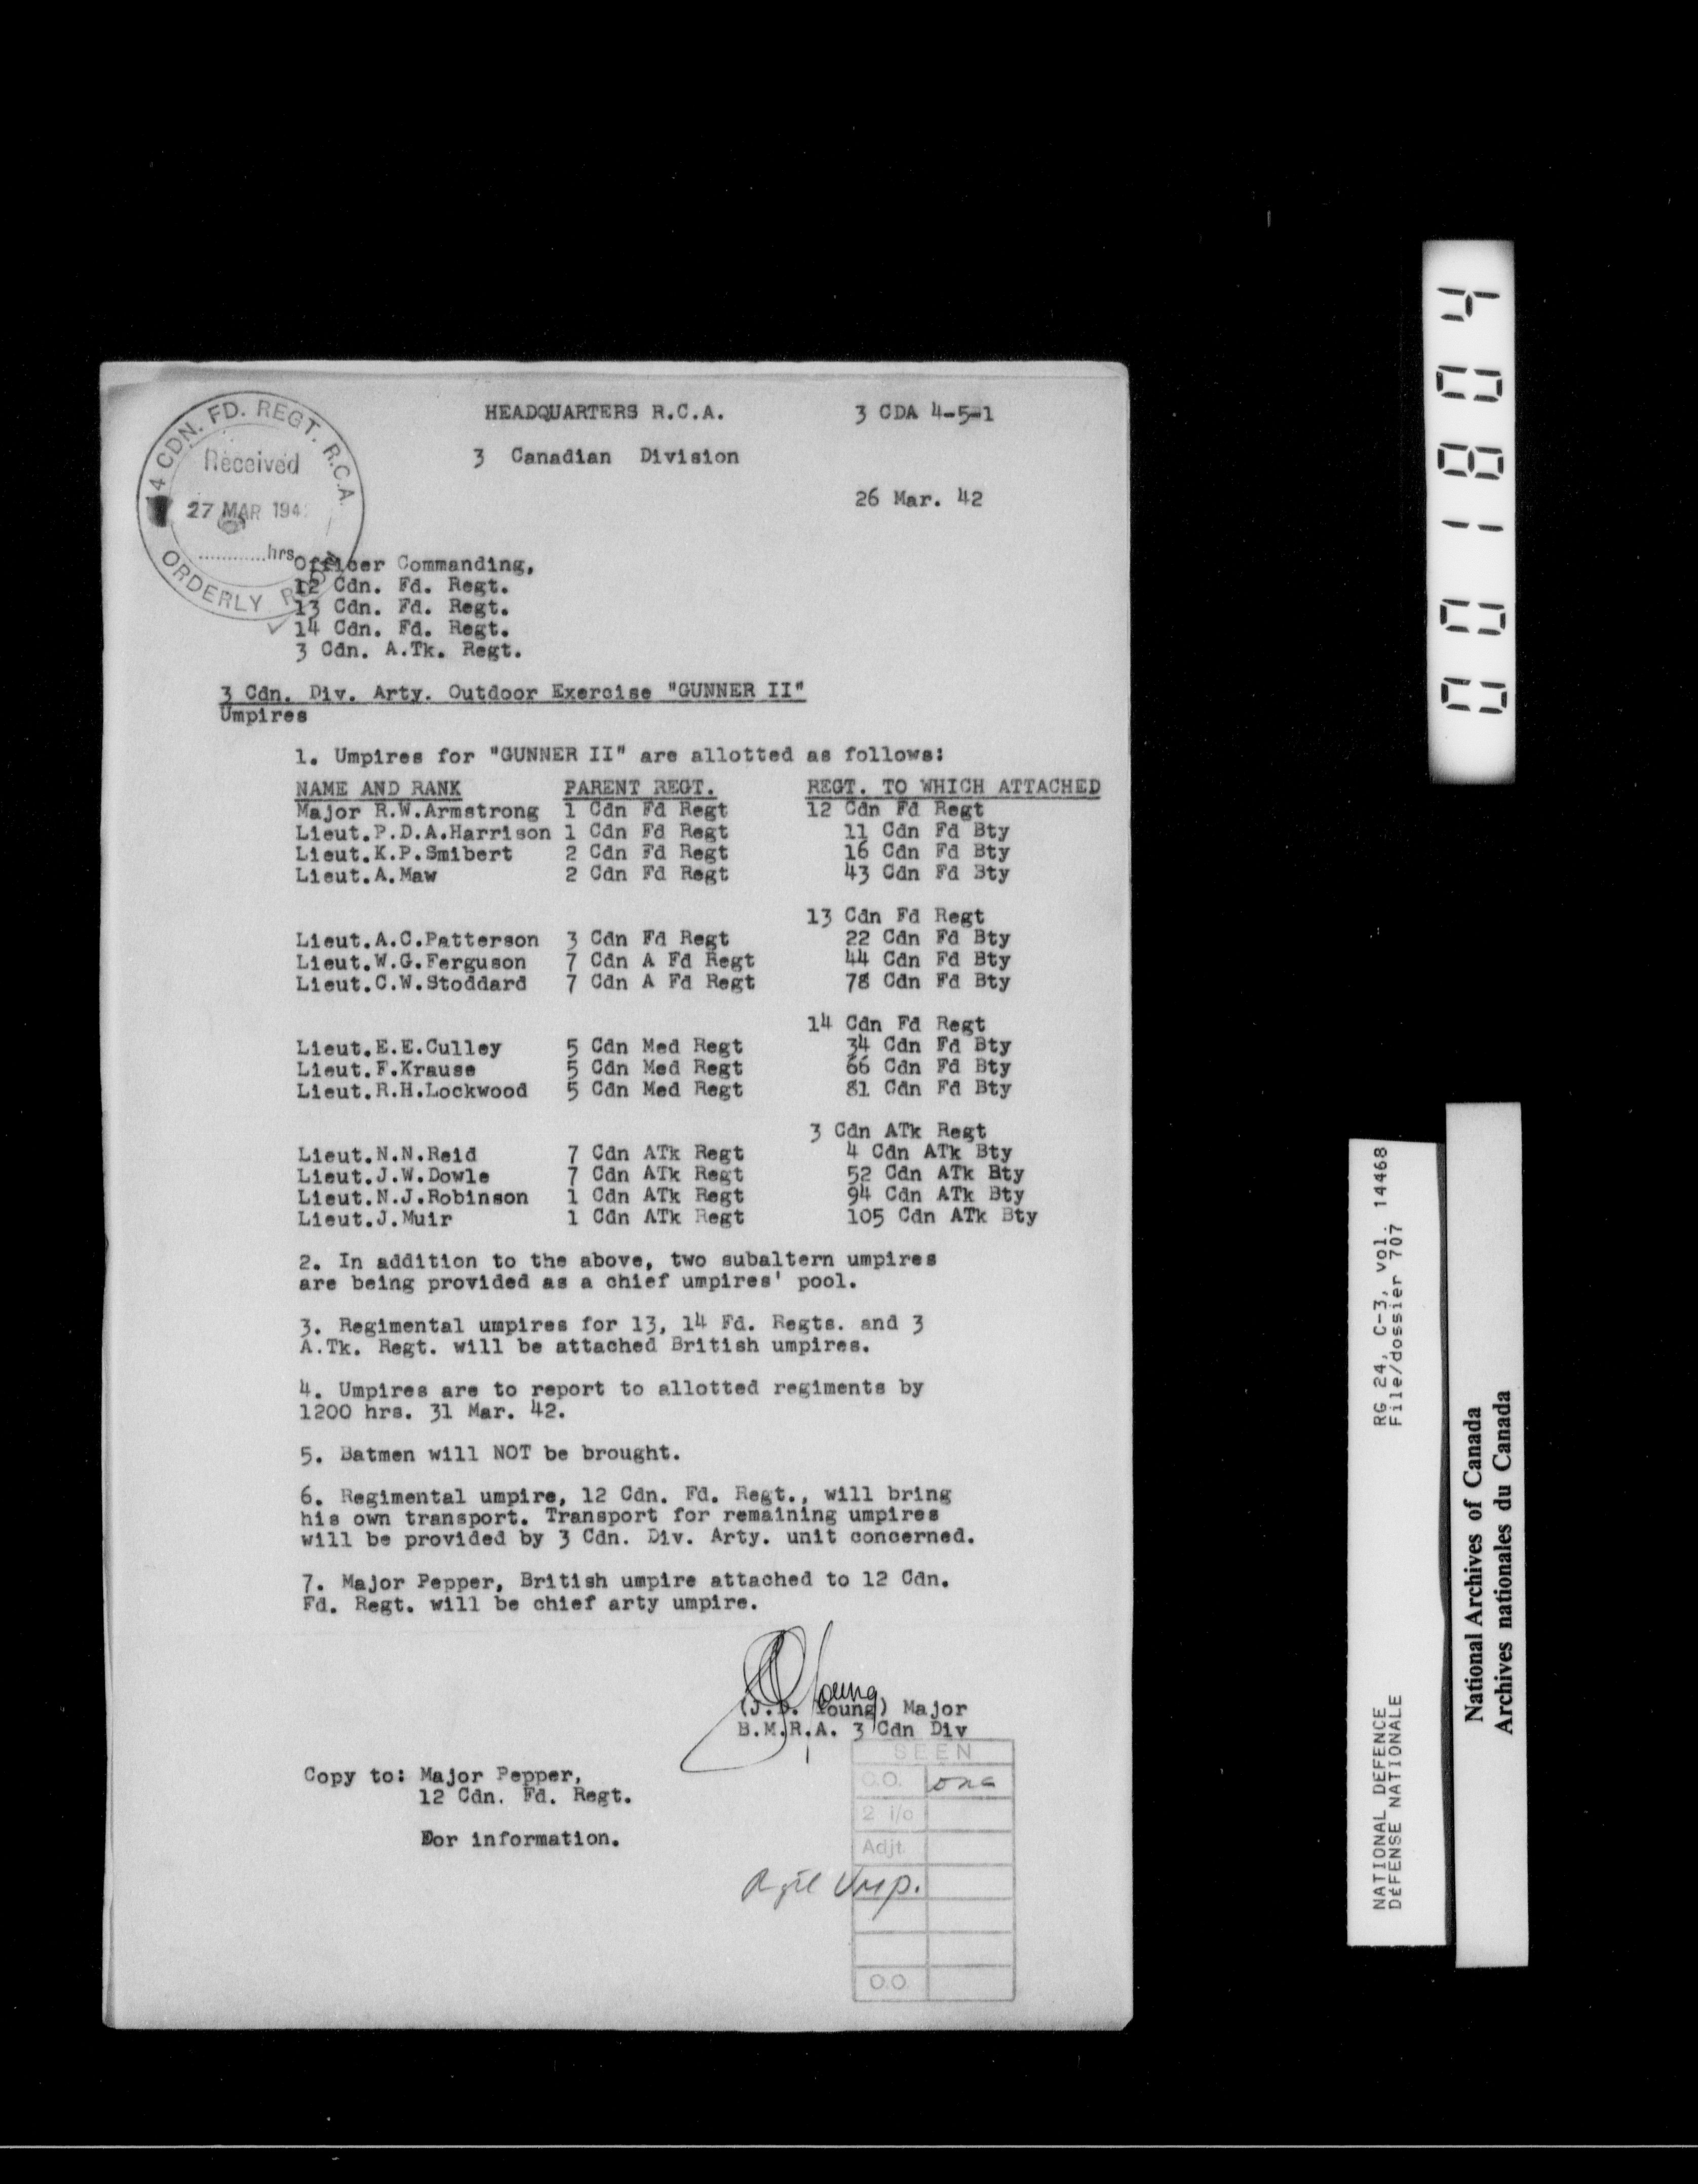 HEADQUARTERS R.C.A. 3 CDA 4-5-1
3 Canadian Division
26 Mar. 42
14 CDN. FD. REGT. R.C.A.
Received
27 MAR 194
............hrs
ORDERLY
Officer Commanding,
12 Cdn. Fd. Regt.
13 Cdn. Fd. Regt.
14 Cdn. Fd. Regt.
3 Cdn. A.Tk. Regt.
3 Cdn. Div. Arty. Outdoor Exercise "GUNNER II"
Umpires
1. Umpires for "GUNNER II" are allotted as follows:
NAME AND RANK PARENT REGT. REGT. TO WHICH ATTACHED
Major R.W.Armstrong 1 Cdn Fd Regt 12 Cdn Fd Regt
Lieut.P.D.A.Harrison 1 Cdn Fd Regt 11 Cdn Fd Bty
Lieut.K.P.Smibert 2 Cdn Fd Regt 16 Cdn Fd Bty
Lieut.A.Maw 2 Cdn Fd Regt 43 Cdn Fd Bty
13 Cdn Fd Regt
Lieut.A.C.Patterson 3 Cdn Fd Regt 22 Cdn Fd Bty
Lieut.W.G.Ferguson 7 Cdn A Fd Regt 44 Cdn Fd Bty
Lieut.C.W.Stoddard 7 Cdn A Fd Regt 78 Cdn Fd Bty
14 Cdn Fd Regt
Lieut.E.E.Culley 5 Cdn Med Regt 34 Cdn Fd Bty
Lieut.F.Krause 5 Cdn Med Regt 66 Cdn Fd Bty
Lieut.R.H.Lockwood 5 Cdn Med Regt 81 Cdn Fd Bty
3 Cdn ATk Regt
Lieut.N.N.Reid 7 Cdn ATk Regt 4 Cdn ATk Bty
Lieut.J.W.Dowle 7 Cdn ATk Regt 52 Cdn ATk Bty
Lieut.N.J.Robinson 1 Cdn ATk Regt 94 Cdn ATk Bty
Lieut.J.Muir 1 Cdn ATk Regt 105 Cdn ATk Bty
2. In addition to the above, two subaltern umpires
are being provided as a chief umpires' pool.
3. Regimental umpires for 13, 14 Fd. Regts. and 3
A.Tk. Regt. will be attached British umpires.
4. Umpires are to report to allotted regiments by
1200 hrs. 31 Mar. 42.
5. Batmen will NOT be brought.
6. Regimental umpire, 12 Cdn. Fd. Regt., will bring
his own transport. Transport for remaining umpires
will be provided by 3 Cdn. Div. Arty. unit concerned.
7. Major Pepper, British umpire attached to 12 Cdn.
Fd. Regt. will be chief arty umpire.
Young
(J.D. Young) Major
B.M.R.A. 3 Cdn Div
Copy to: Major Pepper,
12 Cdn. Fd. Regt.
For information.
SEEN
C.O.
2 i/c
Adjt
Ump.
O.O
001804
RG 24, C-3, vol. 14468
File/dossier 707
NATIONAL DEFENCE
DéFENSE NATIONALE
National Archives of Canada
Archives nationales du Canada